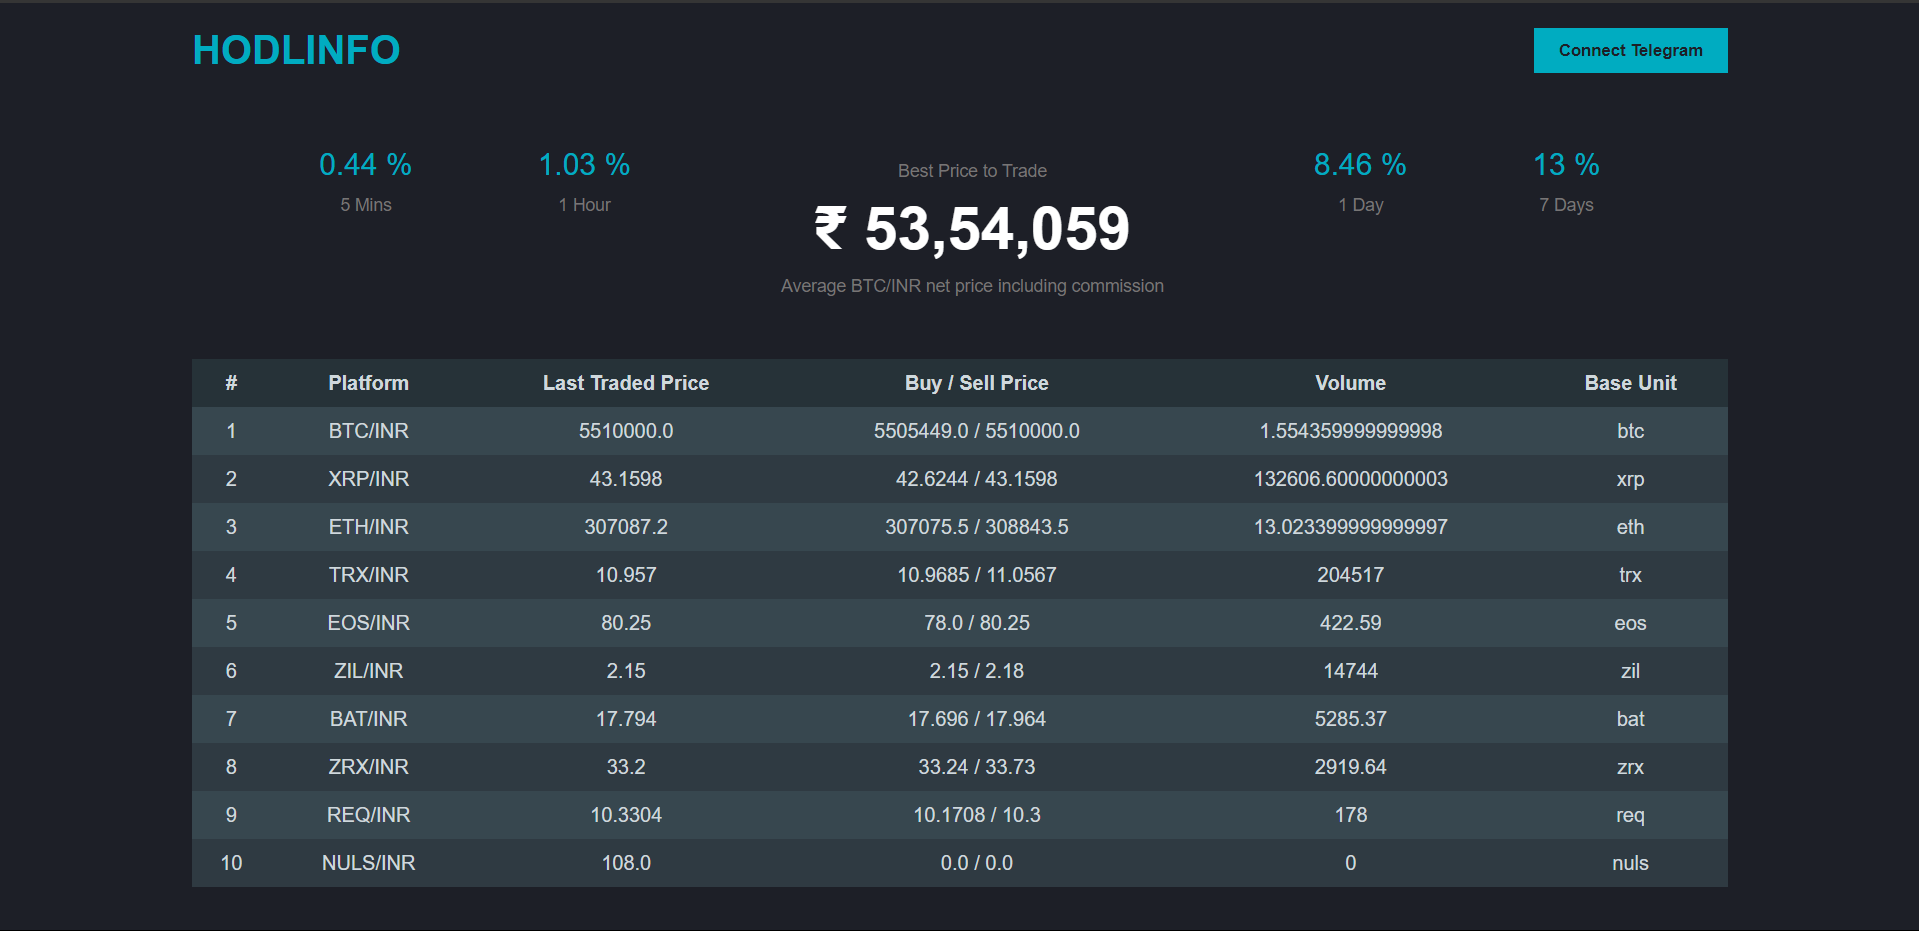 HODLINFO
Connect Telegram
0.44 %
5 Mins
1.03 %
1 Hour
Best Price to Trade
₹ 53,54,059
Average BTC/INR net price including commission
8.46 %
1 Day
13 %
7 Days
# Platform Last Traded Price Buy / Sell Price Volume Base Unit
1 BTC/INR 5510000.0 5505449.0 / 5510000.0 1.554359999999998 btc
2 XRP/INR 43.1598 42.6244 / 43.1598 132606.60000000003 xrp
3 ETH/INR 307087.2 307075.5 / 308843.5 13.023399999999997 eth
4 TRX/INR 10.957 10.9685 / 11.0567 204517 trx
5 EOS/INR 80.25 78.0 / 80.25 422.59 eos
6 ZIL/INR 2.15 2.15 / 2.18 14744 zil
7 BAT/INR 17.794 17.696 / 17.964 5285.37 bat
8 ZRX/INR 33.2 33.24 / 33.73 2919.64 zrx
9 REQ/INR 10.3304 10.1708 / 10.3 178 req
10 NULS/INR 108.0 0.0 / 0.0 0 nuls